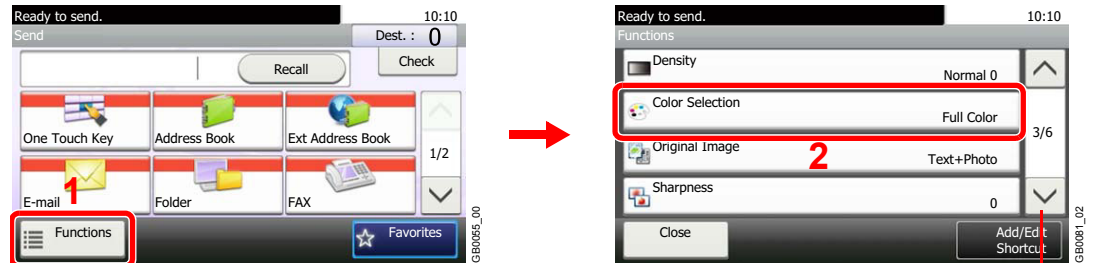 Ready to send.
10:10
Send
Dest. :
0
Recall
Check
One Touch Key
Address Book
Ext Address Book
1/2
E-mail
1
Folder
FAX
Functions
Favorites
GB0055_00
Ready to send.
10:10
Functions
Density
Normal 0
Color Selection
Full Color
3/6
Original Image
2
Text+Photo
Sharpness
0
Close
Add/Edit
Shortcut
GB0081_02